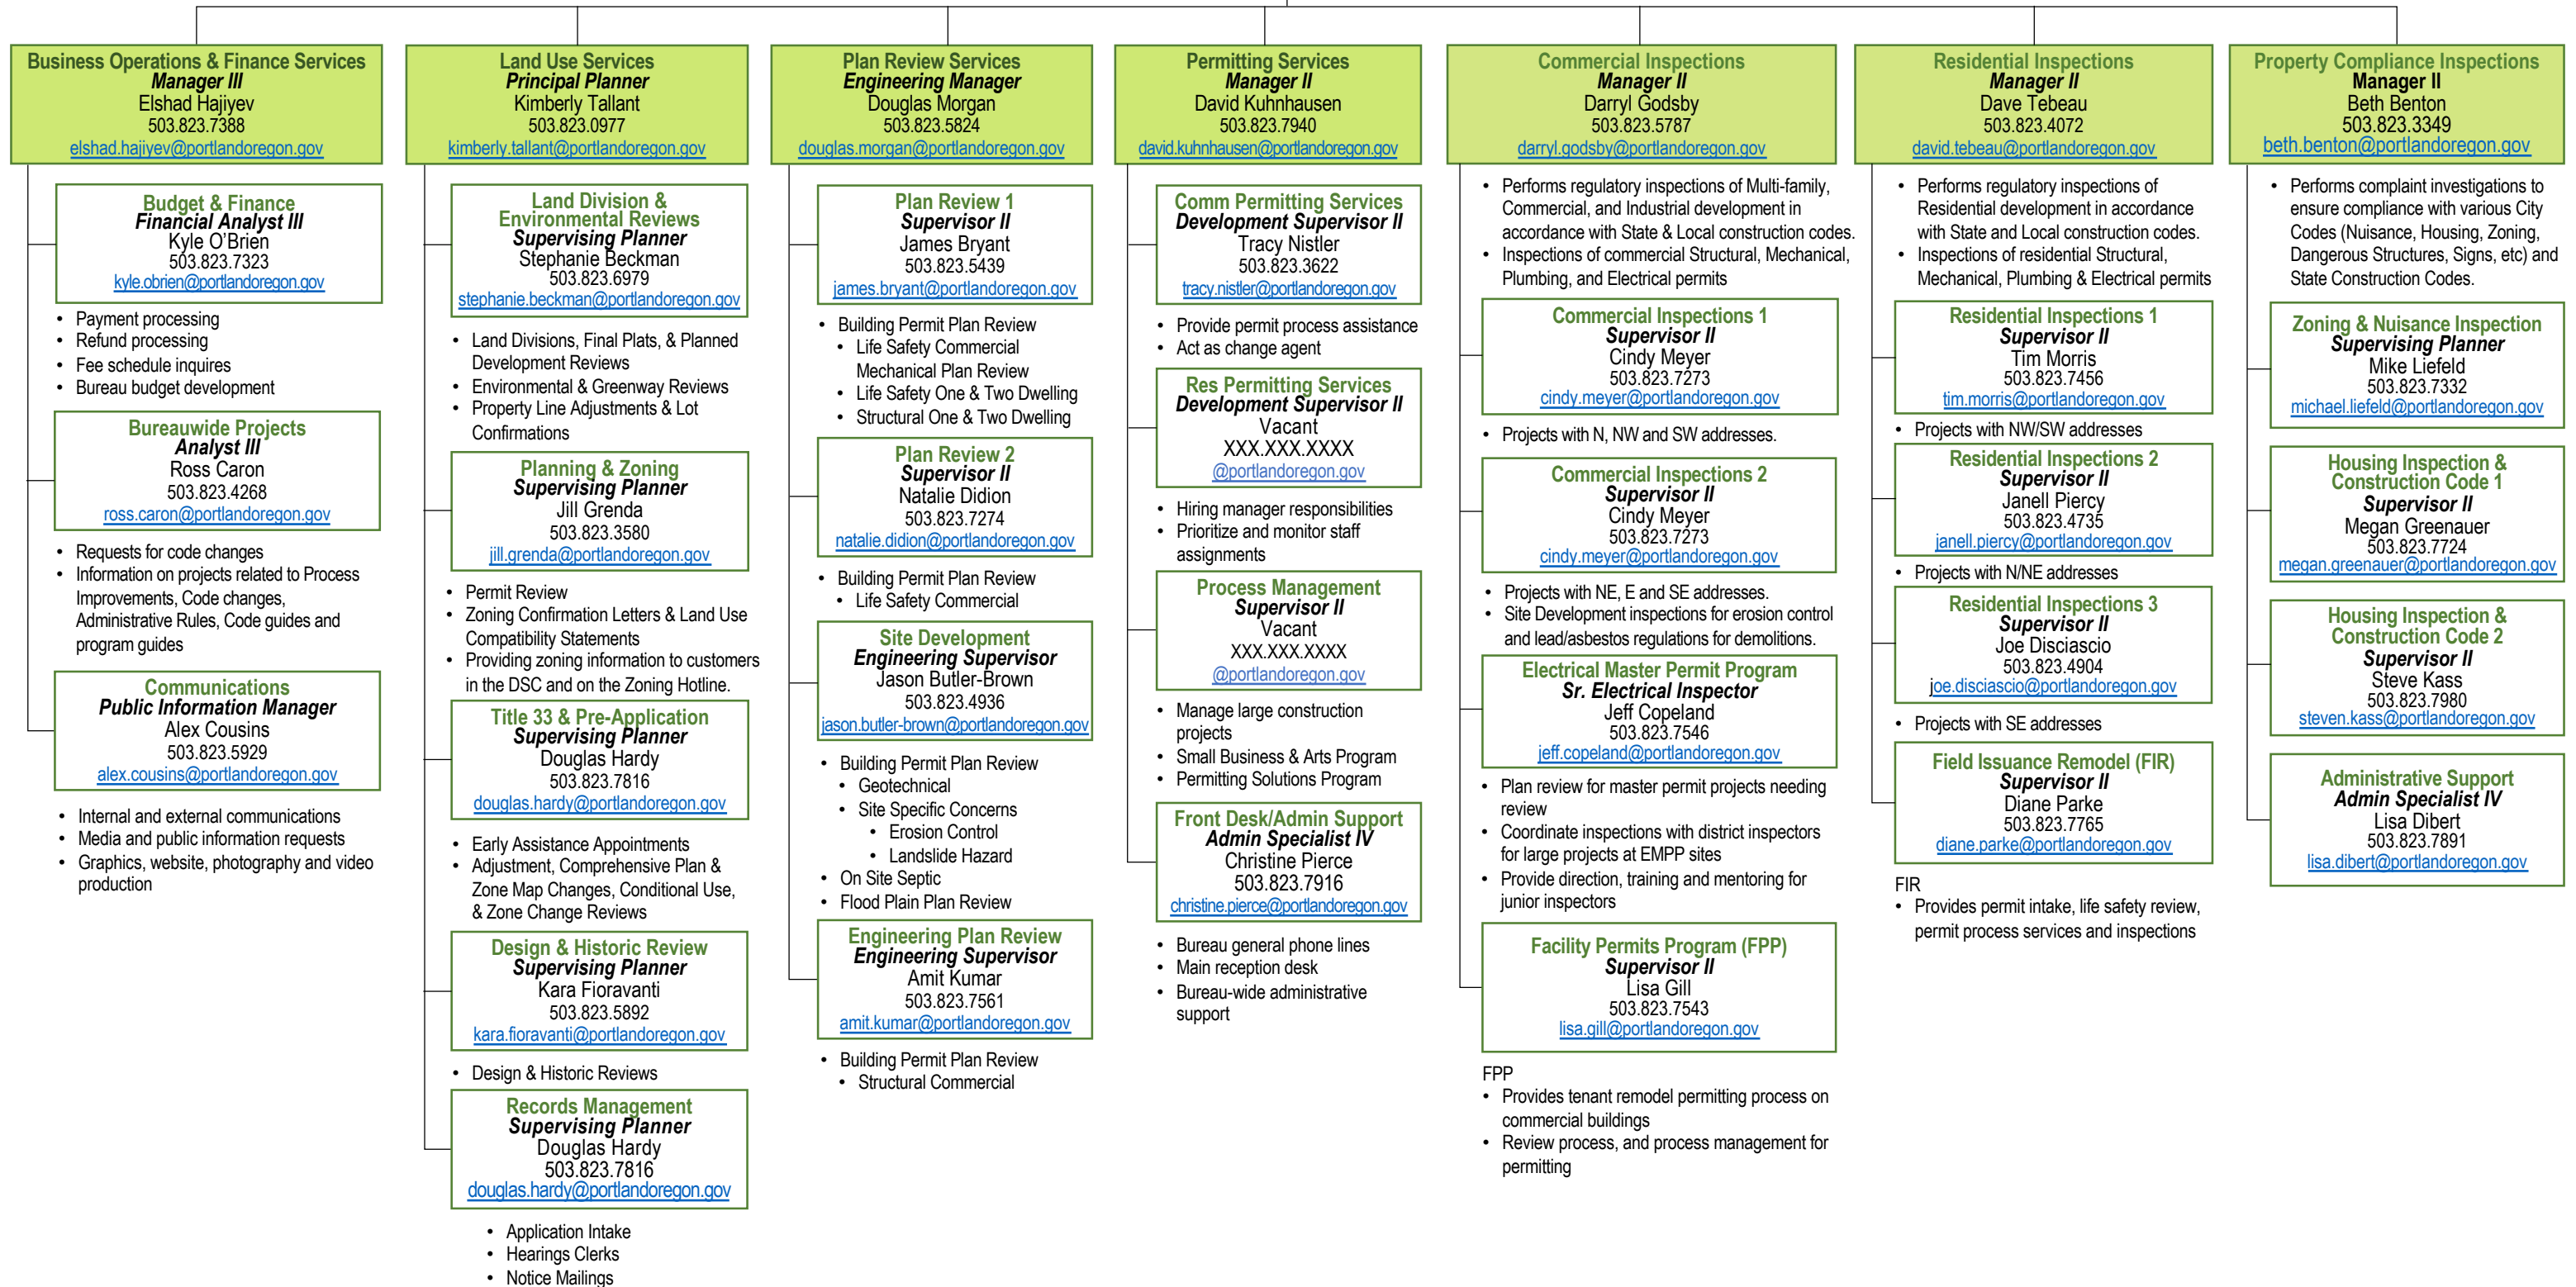 Business Operations & Finance Services
Manager III
Elshad Hajiyev
503.823.7388
elshad.hajiyev@portlandoregon.gov
Budget & Finance
Financial Analyst III
Kyle O'Brien
503.823.7323
kyle.obrien@portlandoregon.gov
• Payment processing
• Refund processing
• Fee schedule inquires
• Bureau budget development
Bureauwide Projects
Analyst III
Ross Caron
503.823.4268
ross.caron@portlandoregon.gov
• Requests for code changes
• Information on projects related to Process
Improvements, Code changes,
Administrative Rules, Code guides and
program guides
Communications
Public Information Manager
Alex Cousins
503.823.5929
alex.cousins@portlandoregon.gov
• Internal and external communications
• Media and public information requests
• Graphics, website, photography and video
production
Land Use Services
Principal Planner
Kimberly Tallant
503.823.0977
kimberly.tallant@portlandoregon.gov
Land Division &
Environmental Reviews
Supervising Planner
Stephanie Beckman
503.823.6979
stephanie.beckman@portlandoregon.gov
• Land Divisions, Final Plats, & Planned
Development Reviews
• Environmental & Greenway Reviews
• Property Line Adjustments & Lot
Confirmations
Planning & Zoning
Supervising Planner
Jill Grenda
503.823.3580
jill.grenda@portlandoregon.gov
• Permit Review
• Zoning Confirmation Letters & Land Use
Compatibility Statements
• Providing zoning information to customers
in the DSC and on the Zoning Hotline.
Title 33 & Pre-Application
Supervising Planner
Douglas Hardy
503.823.7816
douglas.hardy@portlandoregon.gov
• Early Assistance Appointments
• Adjustment, Comprehensive Plan &
Zone Map Changes, Conditional Use,
& Zone Change Reviews
Design & Historic Review
Supervising Planner
Kara Fioravanti
503.823.5892
kara.fioravanti@portlandoregon.gov
• Design & Historic Reviews
Records Management
Supervising Planner
Douglas Hardy
503.823.7816
douglas.hardy@portlandoregon.gov
• Application Intake
• Hearings Clerks
• Notice Mailings
Plan Review Services
Engineering Manager
Douglas Morgan
503.823.5824
douglas.morgan@portlandoregon.gov
Plan Review 1
Supervisor II
James Bryant
503.823.5439
james.bryant@portlandoregon.gov
• Building Permit Plan Review
• Life Safety Commercial
Mechanical Plan Review
• Life Safety One & Two Dwelling
• Structural One & Two Dwelling
Plan Review 2
Supervisor II
Natalie Didion
503.823.7274
natalie.didion@portlandoregon.gov
• Building Permit Plan Review
• Life Safety Commercial
Site Development
Engineering Supervisor
Jason Butler-Brown
503.823.4936
jason.butler-brown@portlandoregon.gov
• Building Permit Plan Review
• Geotechnical
• Site Specific Concerns
• Erosion Control
• Landslide Hazard
• On Site Septic
• Flood Plain Plan Review
Engineering Plan Review
Engineering Supervisor
Amit Kumar
503.823.7561
amit.kumar@portlandoregon.gov
• Building Permit Plan Review
• Structural Commercial
Permitting Services
Manager II
David Kuhnhausen
503.823.7940
david.kuhnhausen@portlandoregon.gov
Comm Permitting Services
Development Supervisor II
Tracy Nistler
503.823.3622
tracy.nistler@portlandoregon.gov
• Provide permit process assistance
• Act as change agent
Res Permitting Services
Development Supervisor II
Vacant
XXX.XXX.XXXX
@portlandoregon.gov
• Hiring manager responsibilities
• Prioritize and monitor staff
assignments
Process Management
Supervisor II
Vacant
XXX.XXX.XXXX
@portlandoregon.gov
• Manage large construction
projects
• Small Business & Arts Program
• Permitting Solutions Program
Front Desk/Admin Support
Admin Specialist IV
Christine Pierce
503.823.7916
christine.pierce@portlandoregon.gov
• Bureau general phone lines
• Main reception desk
• Bureau-wide administrative
support
Commercial Inspections
Manager II
Darryl Godsby
503.823.5787
darryl.godsby@portlandoregon.gov
• Performs regulatory inspections of Multi-family,
Commercial, and Industrial development in
accordance with State & Local construction codes.
• Inspections of commercial Structural, Mechanical,
Plumbing, and Electrical permits
Commercial Inspections 1
Supervisor II
Cindy Meyer
503.823.7273
cindy.meyer@portlandoregon.gov
• Projects with N, NW and SW addresses.
Commercial Inspections 2
Supervisor II
Cindy Meyer
503.823.7273
cindy.meyer@portlandoregon.gov
• Projects with NE, E and SE addresses.
• Site Development inspections for erosion control
and lead/asbestos regulations for demolitions.
Electrical Master Permit Program
Sr. Electrical Inspector
Jeff Copeland
503.823.7546
jeff.copeland@portlandoregon.gov
• Plan review for master permit projects needing
review
• Coordinate inspections with district inspectors
for large projects at EMPP sites
• Provide direction, training and mentoring for
junior inspectors
Facility Permits Program (FPP)
Supervisor II
Lisa Gill
503.823.7543
lisa.gill@portlandoregon.gov
FPP
• Provides tenant remodel permitting process on
commercial buildings
• Review process, and process management for
permitting
Residential Inspections
Manager II
Dave Tebeau
503.823.4072
david.tebeau@portlandoregon.gov
• Performs regulatory inspections of
Residential development in accordance
with State and Local construction codes.
• Inspections of residential Structural,
Mechanical, Plumbing & Electrical permits
Residential Inspections 1
Supervisor II
Tim Morris
503.823.7456
tim.morris@portlandoregon.gov
• Projects with NW/SW addresses
Residential Inspections 2
Supervisor II
Janell Piercy
503.823.4735
janell.piercy@portlandoregon.gov
• Projects with N/NE addresses
Residential Inspections 3
Supervisor II
Joe Disciascio
503.823.4904
joe.disciascio@portlandoregon.gov
• Projects with SE addresses
Field Issuance Remodel (FIR)
Supervisor II
Diane Parke
503.823.7765
diane.parke@portlandoregon.gov
FIR
• Provides permit intake, life safety review,
permit process services and inspections
Property Compliance Inspections
Manager II
Beth Benton
503.823.3349
beth.benton@portlandoregon.gov
• Performs complaint investigations to
ensure compliance with various City
Codes (Nuisance, Housing, Zoning,
Dangerous Structures, Signs, etc) and
State Construction Codes.
Zoning & Nuisance Inspection
Supervising Planner
Mike Liefeld
503.823.7332
michael.liefeld@portlandoregon.gov
Housing Inspection &
Construction Code 1
Supervisor II
Megan Greenauer
503.823.7724
megan.greenauer@portlandoregon.gov
Housing Inspection &
Construction Code 2
Supervisor II
Steve Kass
503.823.7980
steven.kass@portlandoregon.gov
Administrative Support
Admin Specialist IV
Lisa Dibert
503.823.7891
lisa.dibert@portlandoregon.gov